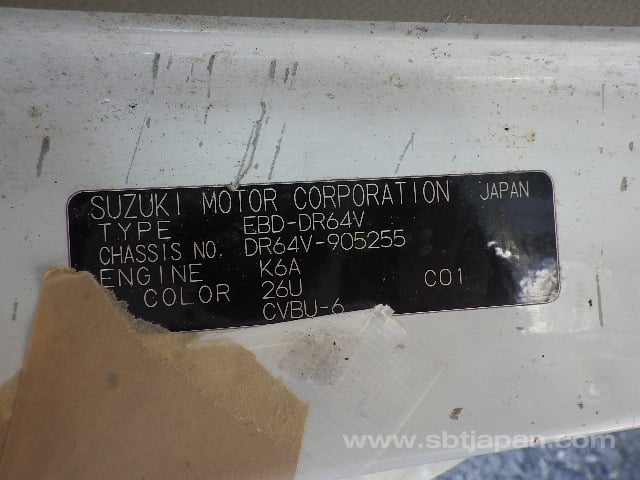 SUZUKI MOTOR CORPORATION JAPAN
TYPE EBD-DR64V
CHASSIS NO. DR64V-905255
ENGINE K6A
COLOR 26U C01
CVBU-6
www.sbtjapan.com